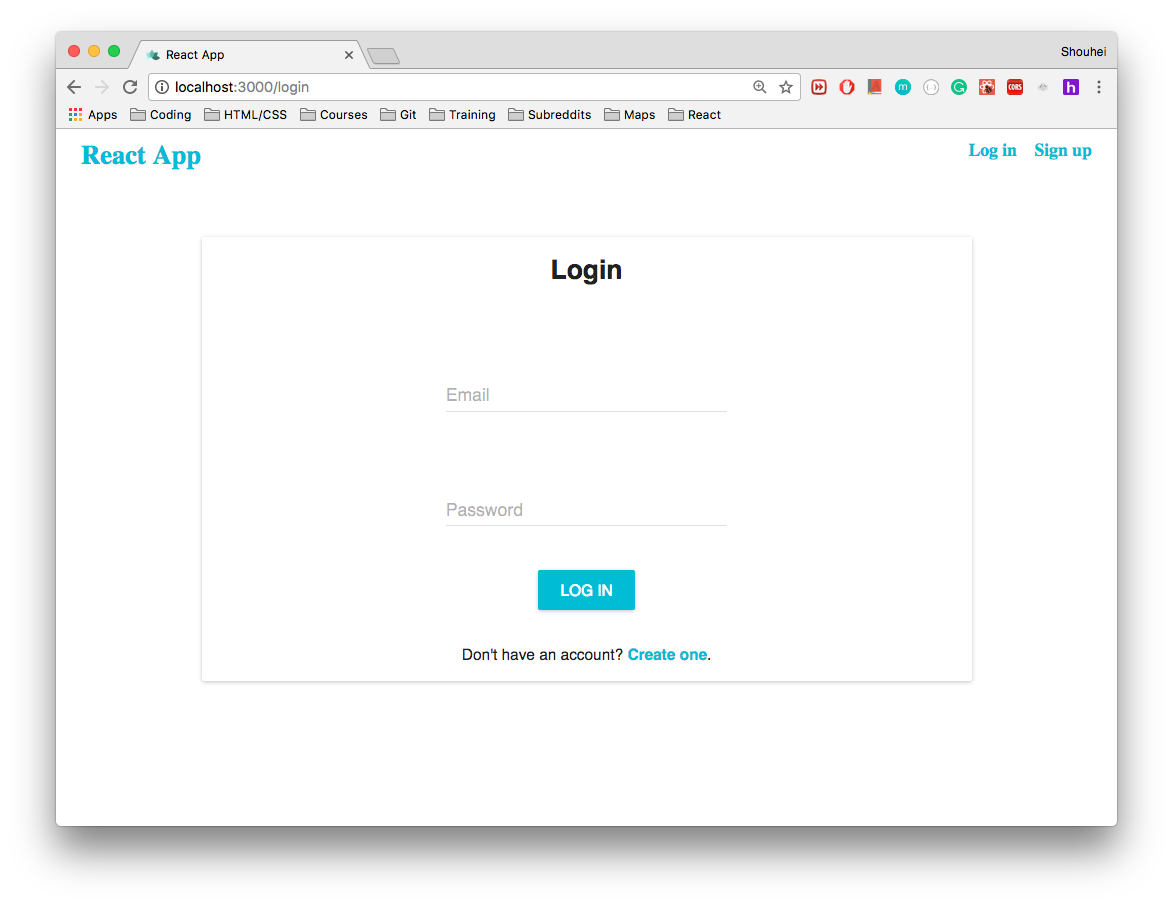 React App
Shouhei
localhost:3000/login
m
CORS
h
Apps Coding HTML/CSS Courses Git Training Subreddits Maps React
React App
Log in Sign up
Login
Email
Password
LOG IN
Don't have an account? Create one.